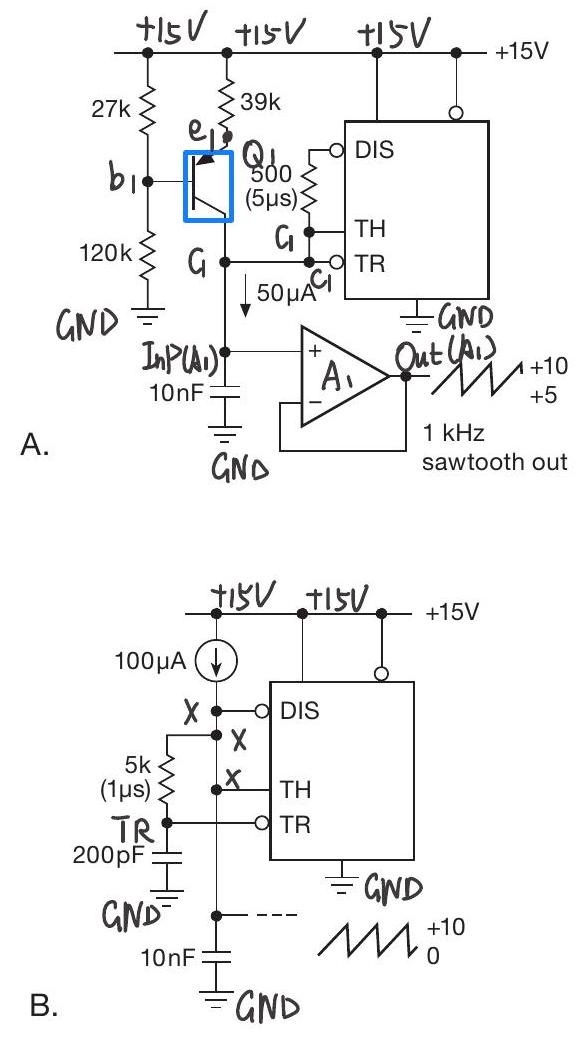 +15V
+15V
+15V
+15V
27k
39k
e1
Q1
DIS
b1
500
(5µs)
C1
TH
120k
C1
C1
TR
50µA
GND
GND
InP(A1)
Out(A1)
+
A1
+10
+5
10nF
−
1 kHz
sawtooth out
A.
GND
+15V
+15V
+15V
100µA
X
DIS
X
5k
(1µs)
X
TH
TR
TR
200pF
GND
GND
+10
0
10nF
B.
GND